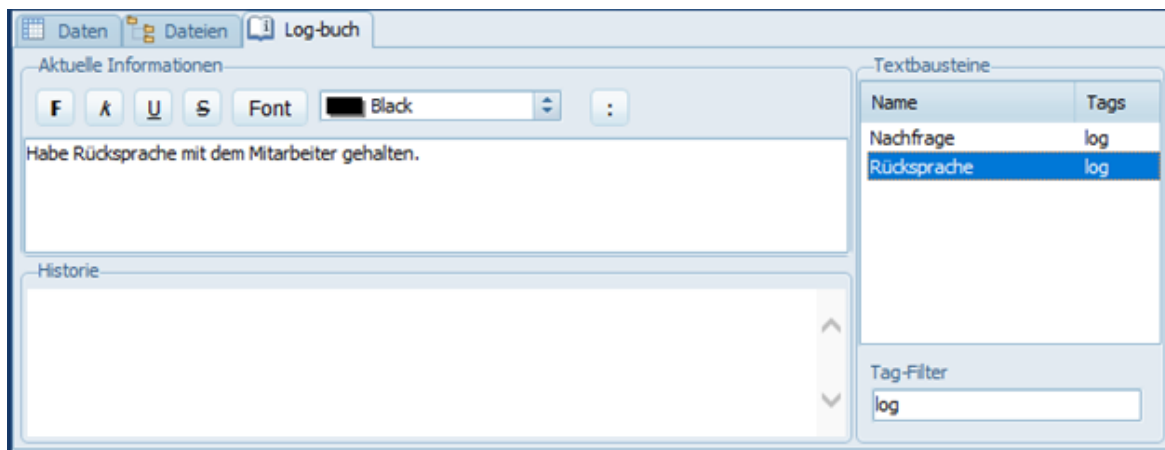 Daten Dateien Log-buch
Aktuelle Informationen
F k U S Font Black :
Habe Rücksprache mit dem Mitarbeiter gehalten.
Historie
Textbausteine
Name Tags
Nachfrage log
Rücksprache log
Tag-Filter
log